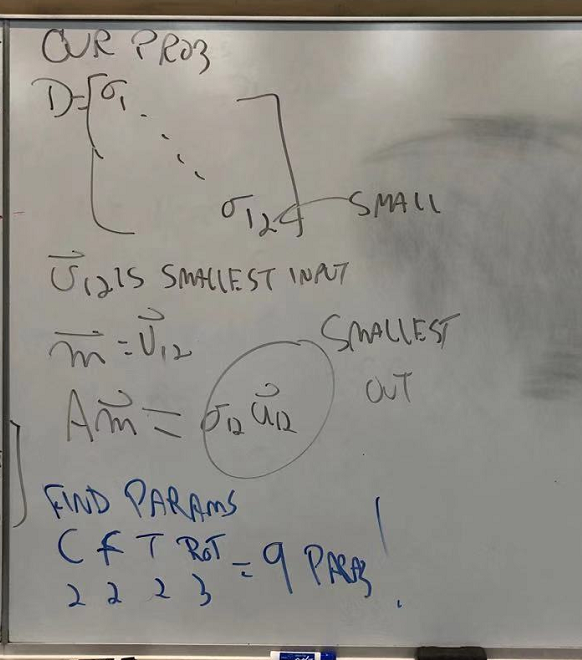 OUR PROB
D=[σ1
σ12] SMALL
V12 IS SMALLEST INPUT
m = V12
SMALLEST
OUT
Am = σ12 u12
FIND PARAMS
C F T ROT = 9 PARAMS!
2 2 2 3